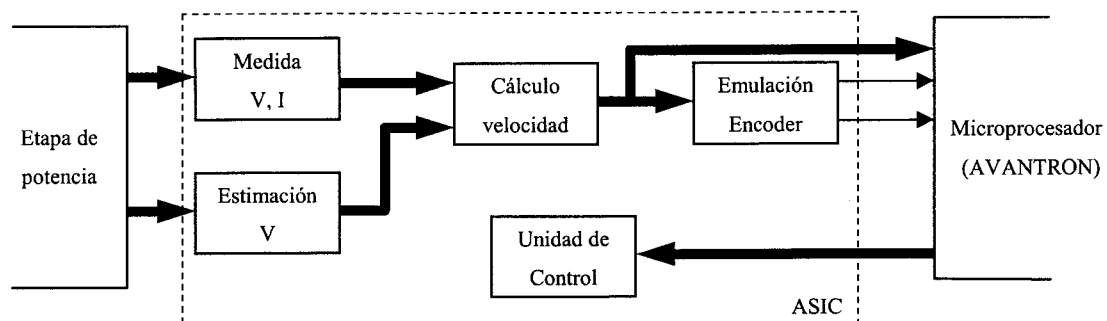 Etapa de
potencia
Medida
V, I
Estimación
V
Cálculo
velocidad
Emulación
Encoder
Unidad de
Control
ASIC
Microprocesador
(AVANTRON)